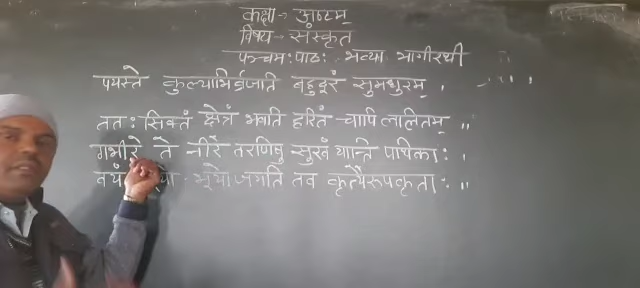 कक्षा - अष्टम
विषय - संस्कृत
पञ्चमः पाठः भव्या भागीरथी
पयस्ते कुल्याभिर्व्रजति बहुदूरं सुमधुरम् ,
ततः सिक्तं क्षेत्रं भवति हरितं चापि ललितम् ,,
गभीरे ते नीरे तरणिषु सुखं यान्ति पथिकाः ,
वयं भूयो जगति तव कृत्यैरूपकृताः ,,